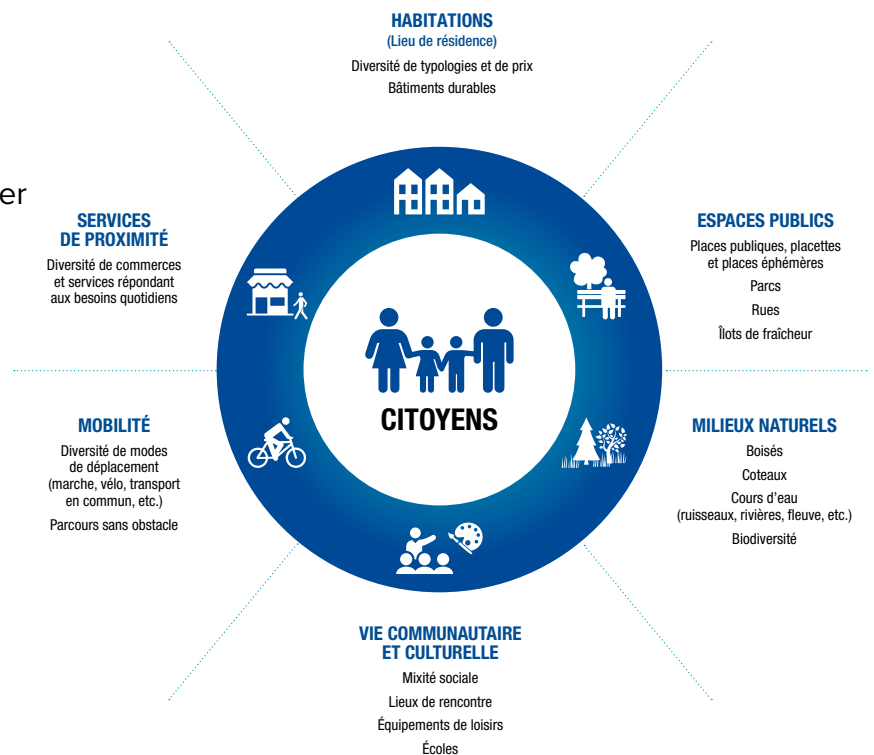 HABITATIONS
(Lieu de résidence)
Diversité de typologies et de prix
Bâtiments durables
er
SERVICES
DE PROXIMITÉ
Diversité de commerces
et services répondant
aux besoins quotidiens
ESPACES PUBLICS
Places publiques, placettes
et places éphémères
Parcs
Rues
Îlots de fraîcheur
CITOYENS
MOBILITÉ
Diversité de modes
de déplacement
(marche, vélo, transport
en commun, etc.)
Parcours sans obstacle
MILIEUX NATURELS
Boisés
Coteaux
Cours d'eau
(ruisseaux, rivières, fleuve, etc.)
Biodiversité
VIE COMMUNAUTAIRE
ET CULTURELLE
Mixité sociale
Lieux de rencontre
Équipements de loisirs
Écoles